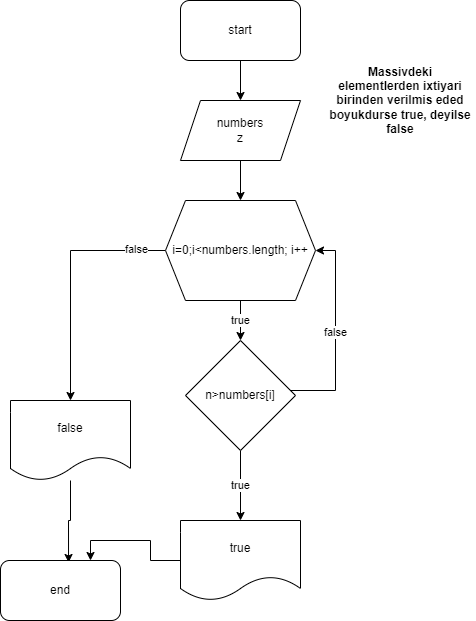 start
Massivdeki
elementlerden ixtiyari
birinden verilmis eded
boyukdurse true, deyilse
false
numbers
z
false
i=0;i<numbers.length; i++
true
false
n>numbers[i]
false
true
true
end